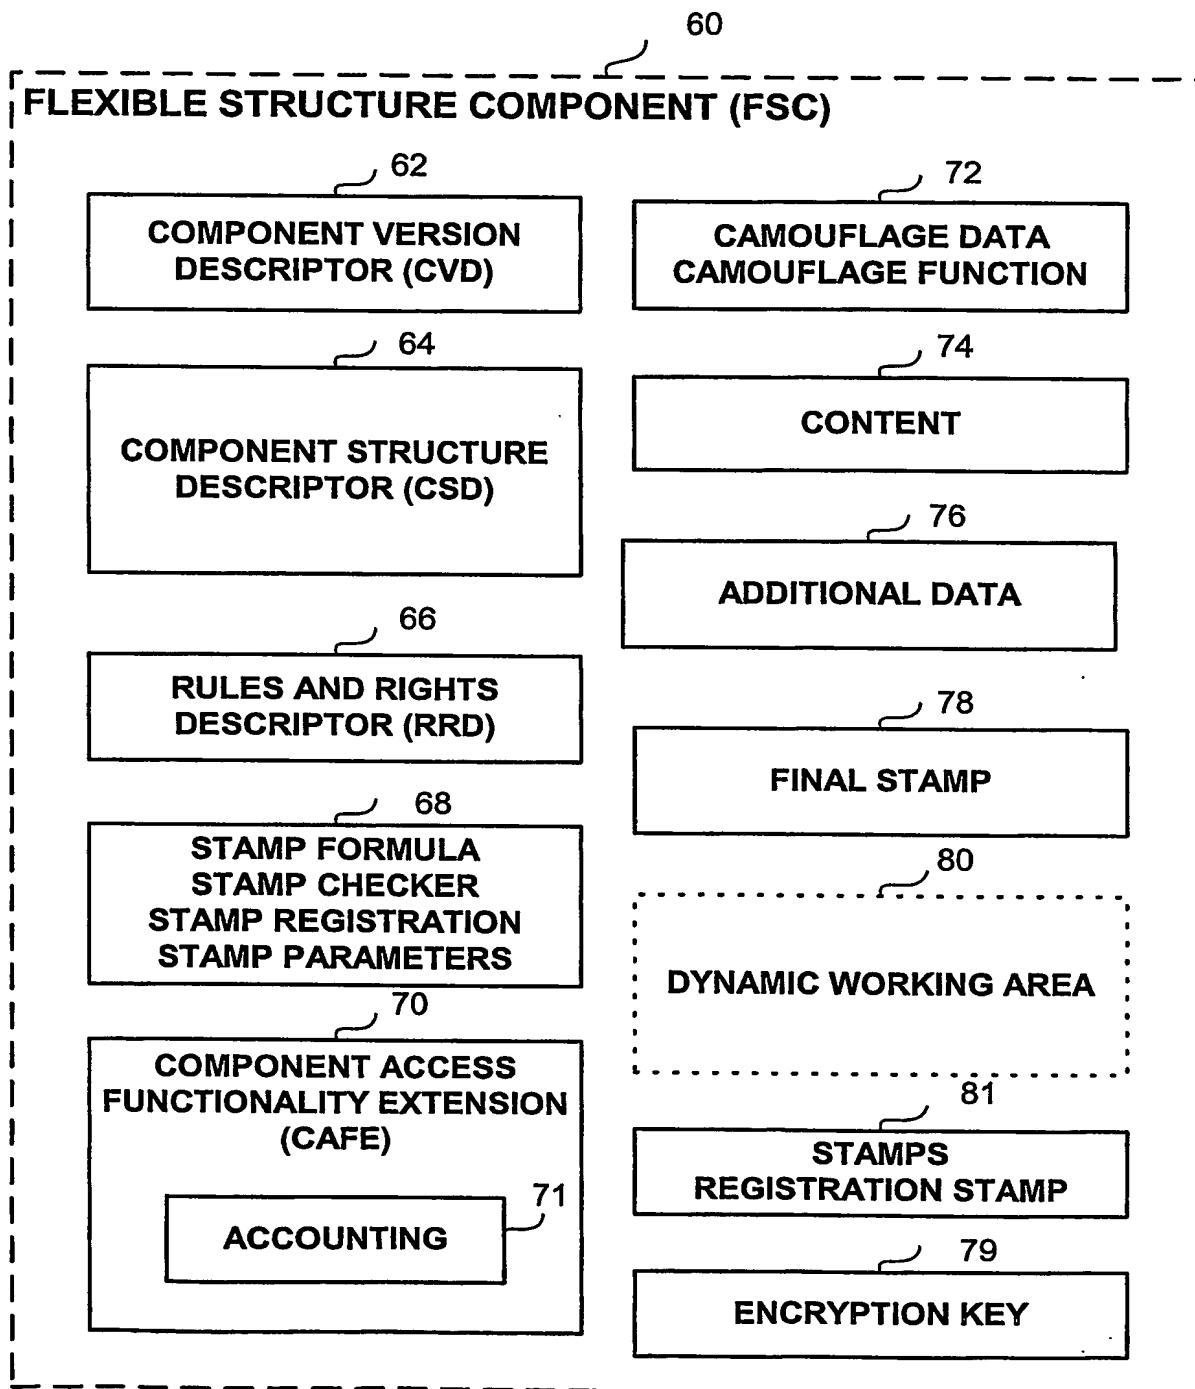 60
FLEXIBLE STRUCTURE COMPONENT (FSC)
62
COMPONENT VERSION
DESCRIPTOR (CVD)
64
COMPONENT STRUCTURE
DESCRIPTOR (CSD)
66
RULES AND RIGHTS
DESCRIPTOR (RRD)
68
STAMP FORMULA
STAMP CHECKER
STAMP REGISTRATION
STAMP PARAMETERS
70
COMPONENT ACCESS
FUNCTIONALITY EXTENSION
(CAFE)
71
ACCOUNTING
72
CAMOUFLAGE DATA
CAMOUFLAGE FUNCTION
74
CONTENT
76
ADDITIONAL DATA
78
FINAL STAMP
80
DYNAMIC WORKING AREA
81
STAMPS
REGISTRATION STAMP
79
ENCRYPTION KEY